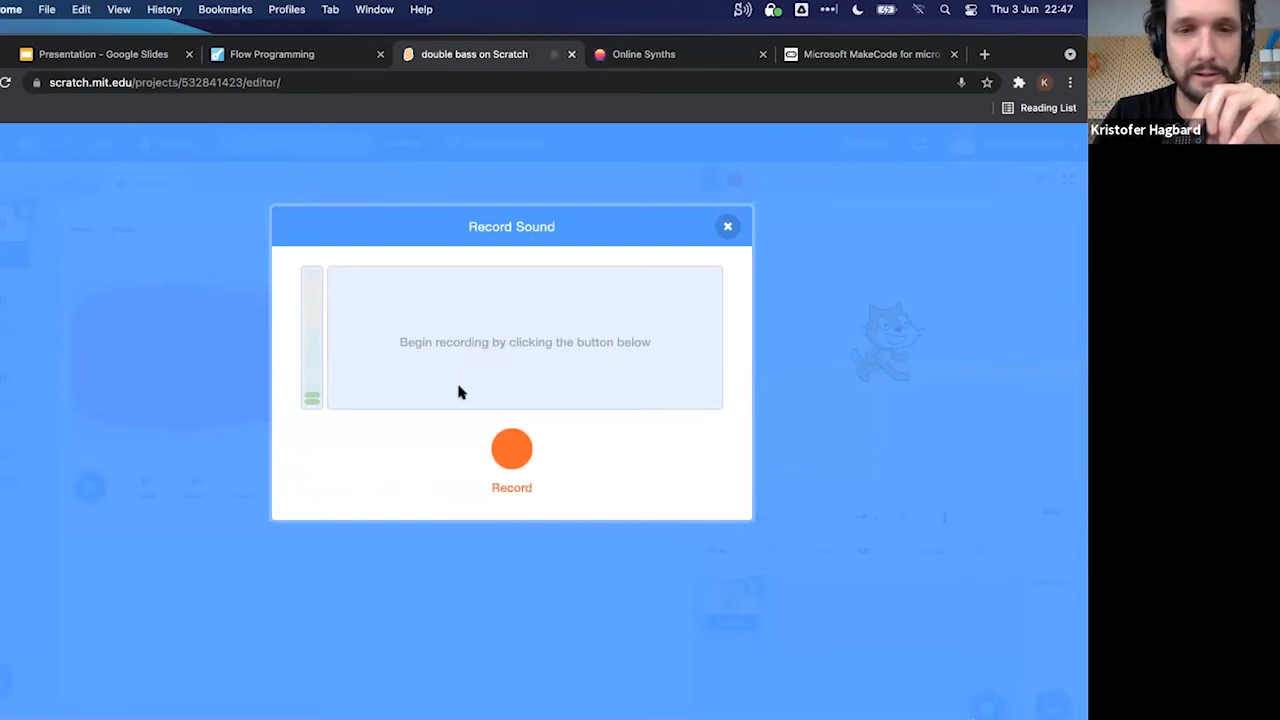 ome File Edit View History Bookmarks Profiles Tab Window Help Thu 3 Jun 22:47
Presentation - Google Slides Flow Programming double bass on Scratch Online Synths Microsoft MakeCode for micro
scratch.mit.edu/projects/532841423/editor/ K
Reading List
Kristofer Hagbard
Record Sound
Begin recording by clicking the button below
Record